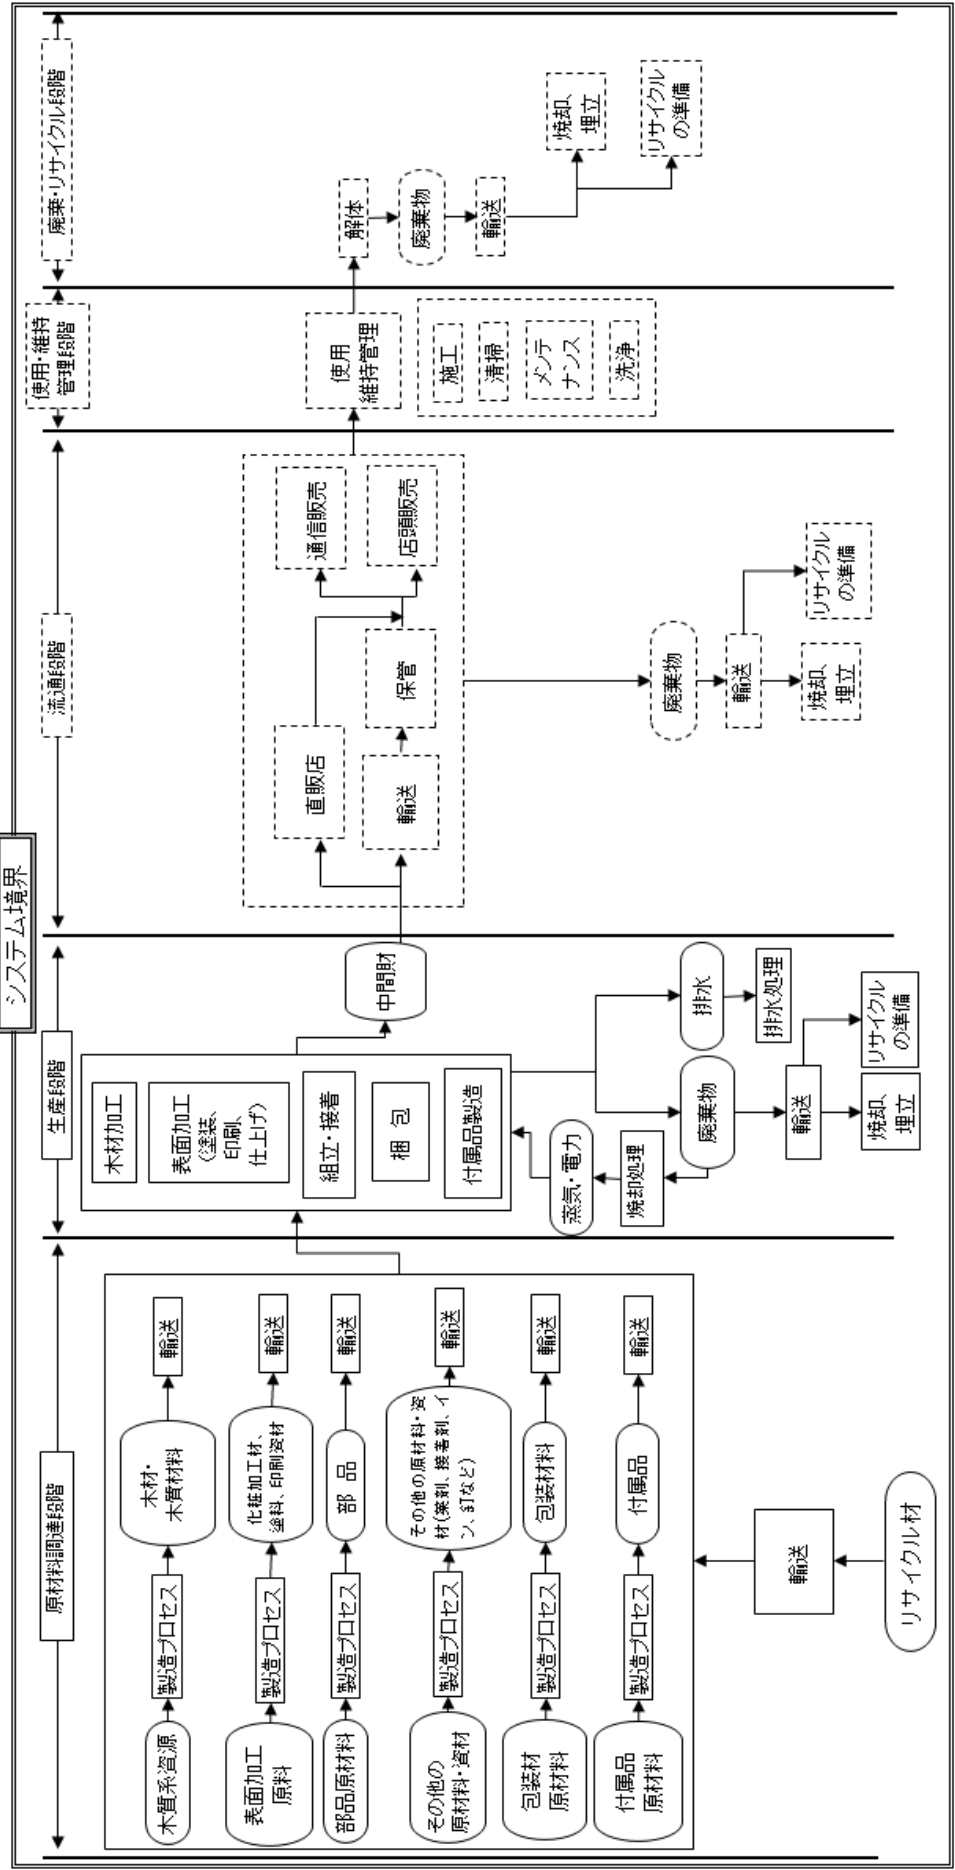 システム境界
原材料調達段階
生産段階
流通段階
使用・維持
管理段階
廃棄・リサイクル段階
木質系資源
製造プロセス
木材・
木質材料
輸送
表面加工
原料
製造プロセス
化粧加工材、
塗料、印刷資材
輸送
部品原材料
製造プロセス
部 品
輸送
その他の
原材料・資材
製造プロセス
その他の原材料・資
材(薬剤、接着剤、イ
ン、釘など)
輸送
包装材
原材料
製造プロセス
包装材料
輸送
付属品
原材料
製造プロセス
付属品
輸送
輸送
リサイクル材
木材加工
表面加工
(塗装、
印刷、
仕上げ)
組立・接着
梱 包
付属品製造
蒸気・電力
焼却処理
廃棄物
輸送
焼却、
埋立
リサイクル
の準備
排水
排水処理
中間財
直販店
輸送
保管
通信販売
店頭販売
廃棄物
輸送
焼却、
埋立
リサイクル
の準備
使用
維持管理
施工
清掃
メンテ
ナンス
洗浄
解体
廃棄物
輸送
焼却、
埋立
リサイクル
の準備